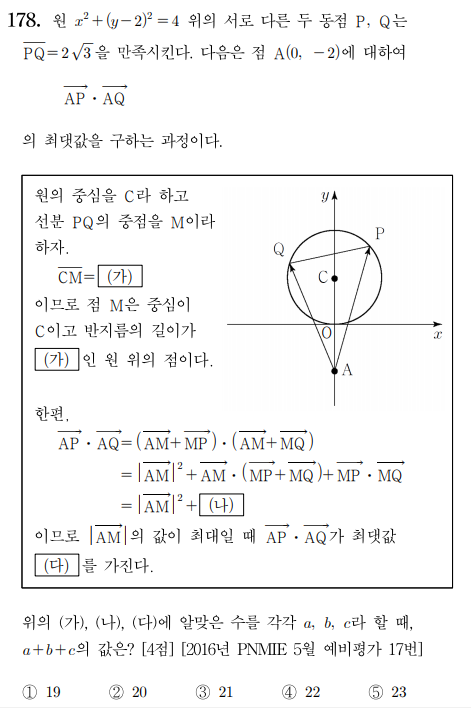 178. 원 x²+(y−2)²=4 위의 서로 다른 두 동점 P, Q는
\overline{PQ}=2√3을 만족시킨다. 다음은 점 A(0, −2)에 대하여
\overrightarrow{AP}·\overrightarrow{AQ}
의 최댓값을 구하는 과정이다.
원의 중심을 C라 하고
선분 PQ의 중점을 M이라
하자.
\overline{CM}= (가)
이므로 점 M은 중심이
C이고 반지름의 길이가
(가) 인 원 위의 점이다.
y
P
Q
C
O
x
A
한편,
\overrightarrow{AP}·\overrightarrow{AQ}=(\overrightarrow{AM}+\overrightarrow{MP})·(\overrightarrow{AM}+\overrightarrow{MQ})
=|\overrightarrow{AM}|²+\overrightarrow{AM}·(\overrightarrow{MP}+\overrightarrow{MQ})+\overrightarrow{MP}·\overrightarrow{MQ}
=|\overrightarrow{AM}|²+ (나)
이므로 |\overrightarrow{AM}|의 값이 최대일 때 \overrightarrow{AP}·\overrightarrow{AQ}가 최댓값
(다) 를 가진다.
위의 (가), (나), (다)에 알맞은 수를 각각 a, b, c라 할 때,
a+b+c의 값은? [4점] [2016년 PNMIE 5월 예비평가 17번]
① 19 ② 20 ③ 21 ④ 22 ⑤ 23